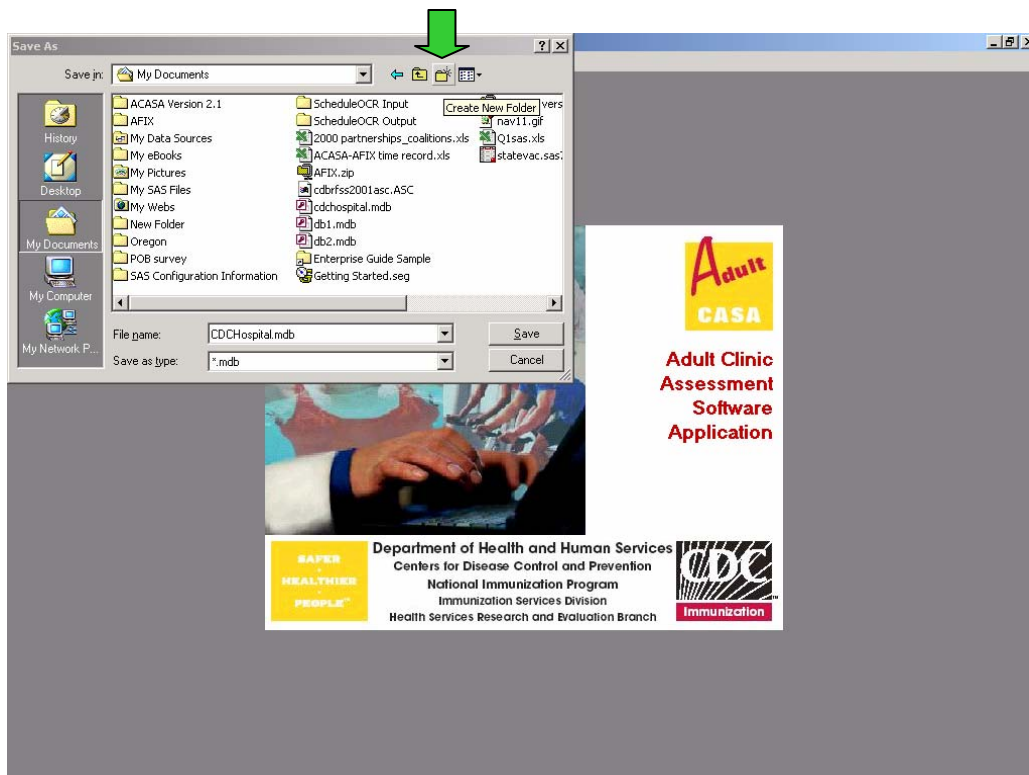 Save As
Save in: My Documents
Create New Folder
History
Desktop
My Documents
My Computer
My Network P...
ACASA Version 2.1
AFIX
My Data Sources
My eBooks
My Pictures
My SAS Files
My Webs
New Folder
Oregon
POB survey
SAS Configuration Information
ScheduleOCR Input
ScheduleOCR Output
2000 partnerships_coalitions.xls
ACASA-AFIX time record.xls
AFIX.zip
cdbrfss2001asc.ASC
cdchospital.mdb
db1.mdb
db2.mdb
Enterprise Guide Sample
Getting Started.seg
vers
nav11.gif
Q1sas.xls
statevac.sas7
File name: CDCHospital.mdb
Save
Save as type: *.mdb
Cancel
Adult
CASA
Adult Clinic
Assessment
Software
Application
SAFER
HEALTHIER
PEOPLE™
Department of Health and Human Services
Centers for Disease Control and Prevention
National Immunization Program
Immunization Services Division
Health Services Research and Evaluation Branch
CDC
Immunization